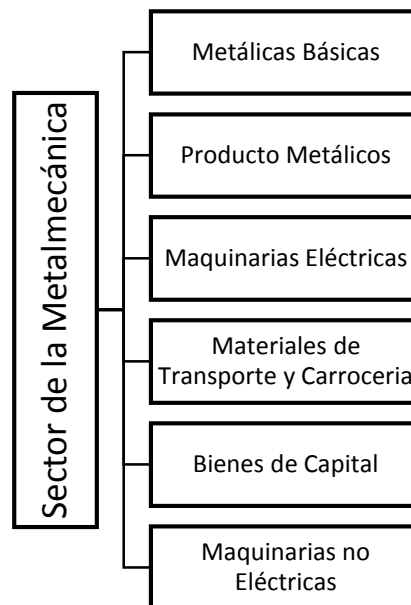 Sector de la Metalmecánica
Metálicas Básicas
Producto Metálicos
Maquinarias Eléctricas
Materiales de
Transporte y Carroceria
Bienes de Capital
Maquinarias no
Eléctricas